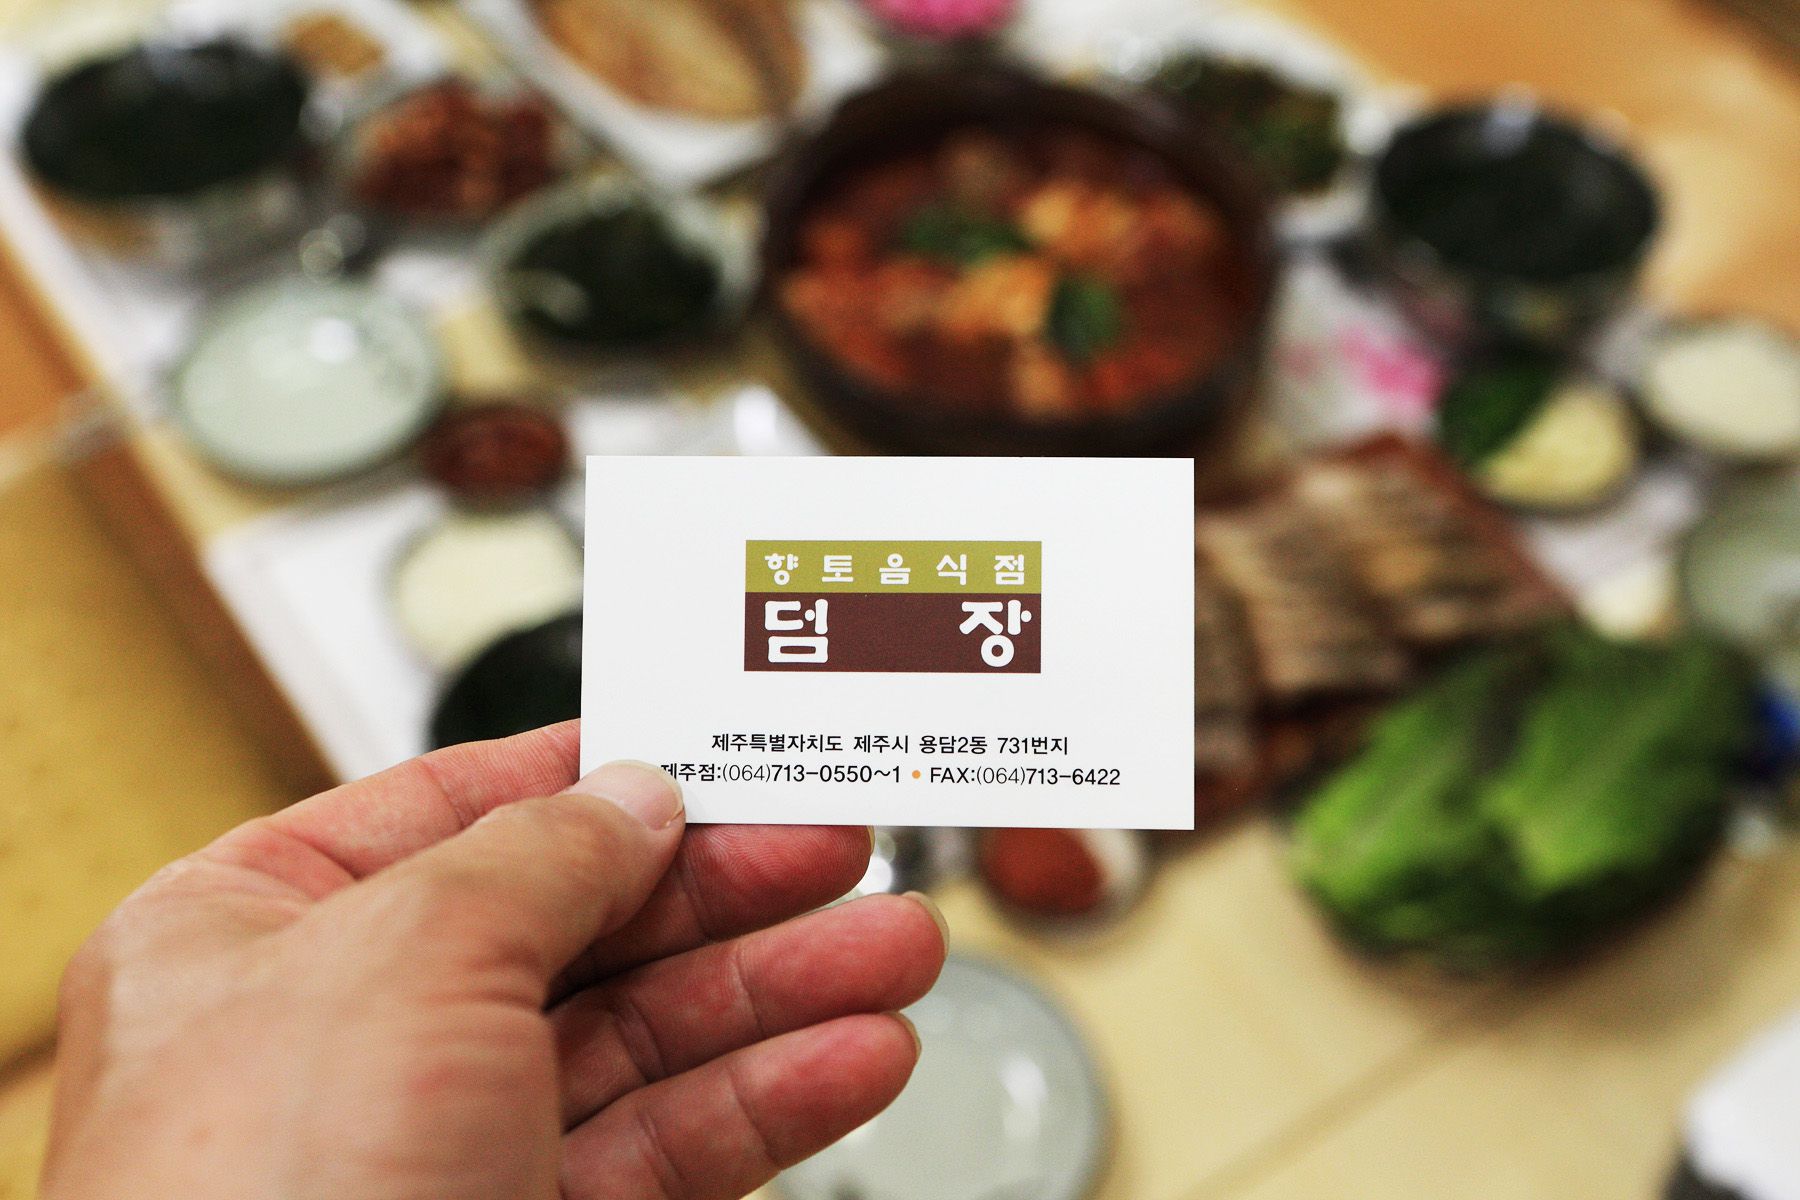 향토음식점
덤장
제주특별자치도 제주시 용담2동 731번지
제주점:(064)713-0550~1 • FAX:(064)713-6422